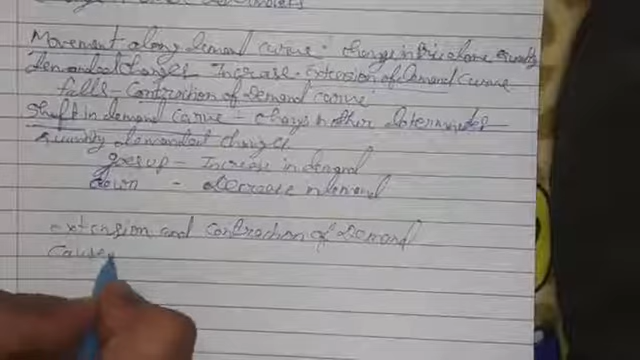 Movement along demand curve - change in price alone quantity
demanded changes Increase - Extension of Demand curve
falls - Contraction of Demand curve
Shift in demand curve - change in other determinates
quantity demanded changes
goes up - Increase in demand
down - decrease in demand
extension and contraction of Demand
Cause